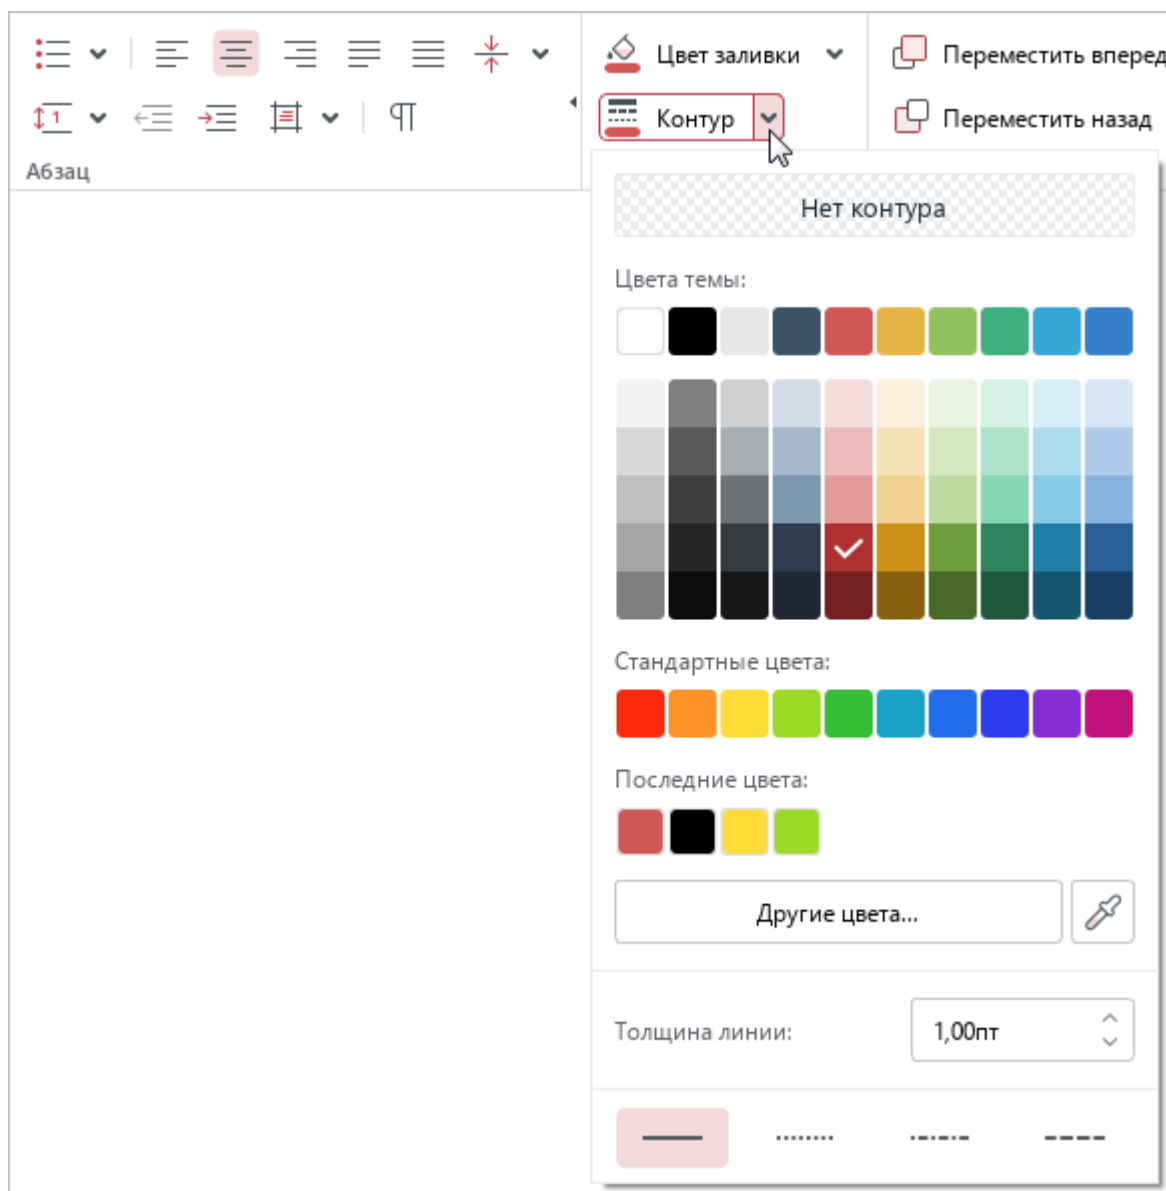 Цвет заливки
Переместить вперед
1
Контур
Переместить назад
Абзац
Нет контура
Цвета темы:
Стандартные цвета:
Последние цвета:
Другие цвета...
Толщина линии:
1,00пт